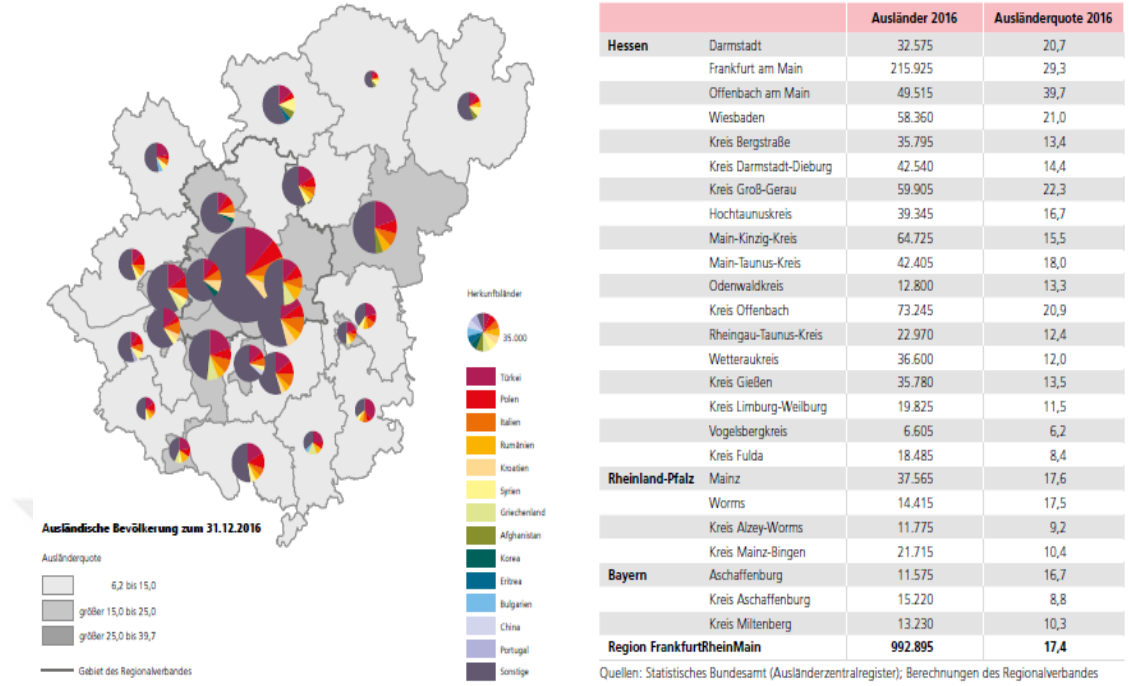 Herkunftsländer
35.000
Türkei
Polen
Italien
Rumänien
Kroatien
Syrien
Griechenland
Afghanistan
Korea
Eritrea
Bulgarien
China
Portugal
Sonstige
Ausländische Bevölkerung zum 31.12.2016
Ausländerquote
6,2 bis 15,0
größer 15,0 bis 25,0
größer 25,0 bis 39,7
Gebiet des Regionalverbandes
Ausländer 2016 Ausländerquote 2016
Hessen Darmstadt 32.575 20,7
Frankfurt am Main 215.925 29,3
Offenbach am Main 49.515 39,7
Wiesbaden 58.360 21,0
Kreis Bergstraße 35.795 13,4
Kreis Darmstadt-Dieburg 42.540 14,4
Kreis Groß-Gerau 59.905 22,3
Hochtaunuskreis 39.345 16,7
Main-Kinzig-Kreis 64.725 15,5
Main-Taunus-Kreis 42.405 18,0
Odenwaldkreis 12.800 13,3
Kreis Offenbach 73.245 20,9
Rheingau-Taunus-Kreis 22.970 12,4
Wetteraukreis 36.600 12,0
Kreis Gießen 35.780 13,5
Kreis Limburg-Weilburg 19.825 11,5
Vogelsbergkreis 6.605 6,2
Kreis Fulda 18.485 8,4
Rheinland-Pfalz Mainz 37.565 17,6
Worms 14.415 17,5
Kreis Alzey-Worms 11.775 9,2
Kreis Mainz-Bingen 21.715 10,4
Bayern Aschaffenburg 11.575 16,7
Kreis Aschaffenburg 15.220 8,8
Kreis Miltenberg 13.230 10,3
Region FrankfurtRheinMain 992.895 17,4
Quellen: Statistisches Bundesamt (Ausländerzentralregister); Berechnungen des Regionalverbandes